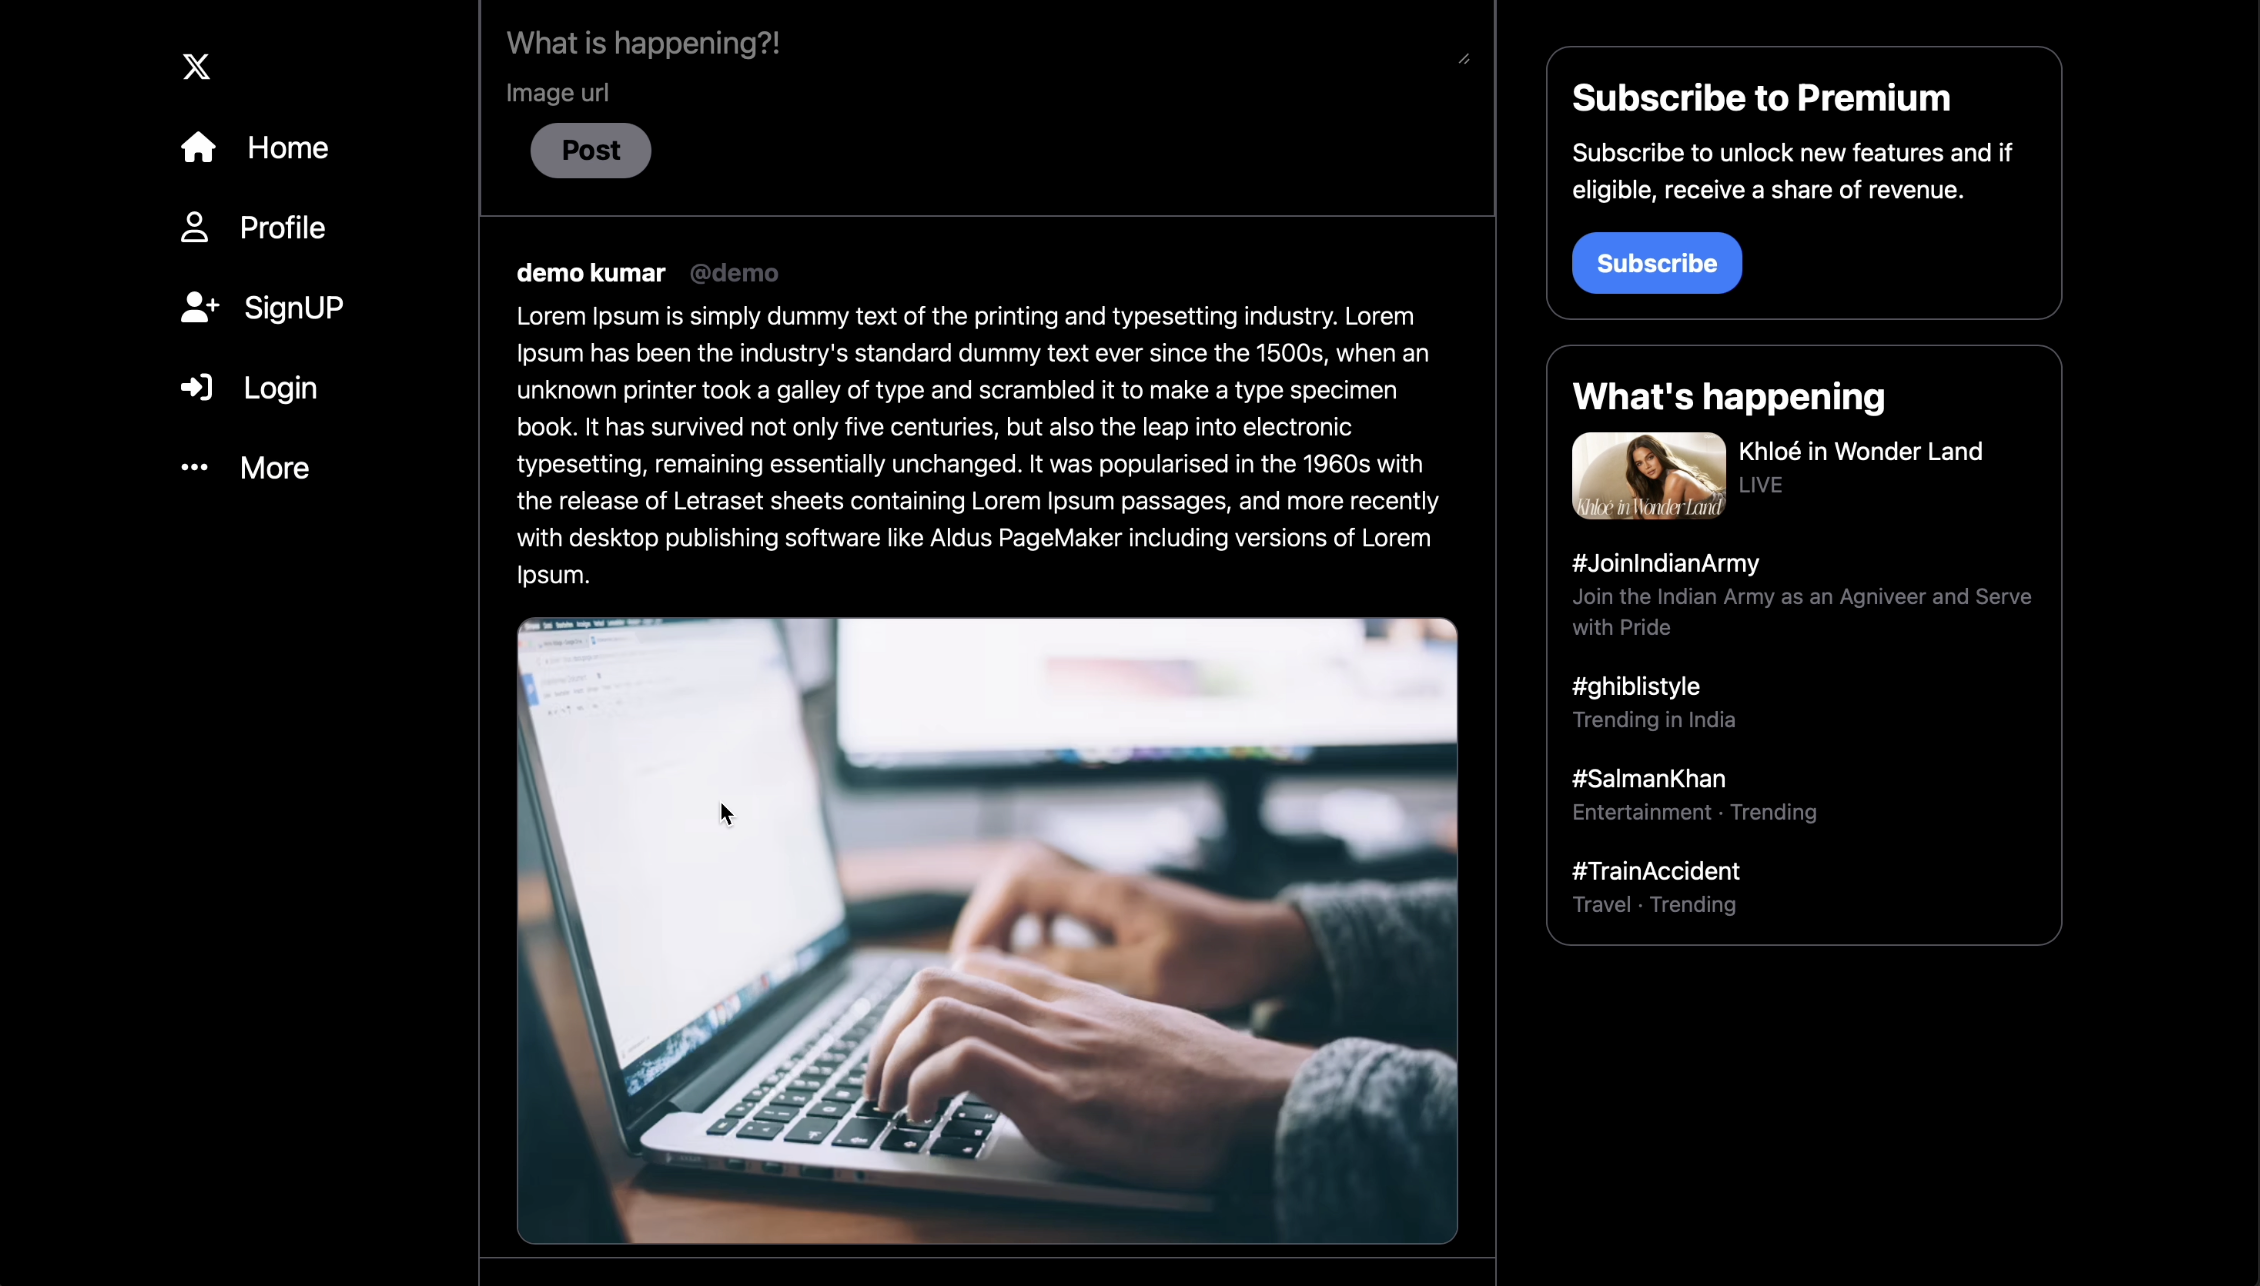 Home
Profile
SignUP
Login
More
What is happening?!
Image url
Post
demo kumar @demo
Lorem Ipsum is simply dummy text of the printing and typesetting industry. Lorem
Ipsum has been the industry's standard dummy text ever since the 1500s, when an
unknown printer took a galley of type and scrambled it to make a type specimen
book. It has survived not only five centuries, but also the leap into electronic
typesetting, remaining essentially unchanged. It was popularised in the 1960s with
the release of Letraset sheets containing Lorem Ipsum passages, and more recently
with desktop publishing software like Aldus PageMaker including versions of Lorem
Ipsum.
Subscribe to Premium
Subscribe to unlock new features and if
eligible, receive a share of revenue.
Subscribe
What's happening
Khloé in Wonder Land
Khloé in Wonder Land
LIVE
#JoinIndianArmy
Join the Indian Army as an Agniveer and Serve
with Pride
#ghiblistyle
Trending in India
#SalmanKhan
Entertainment · Trending
#TrainAccident
Travel · Trending